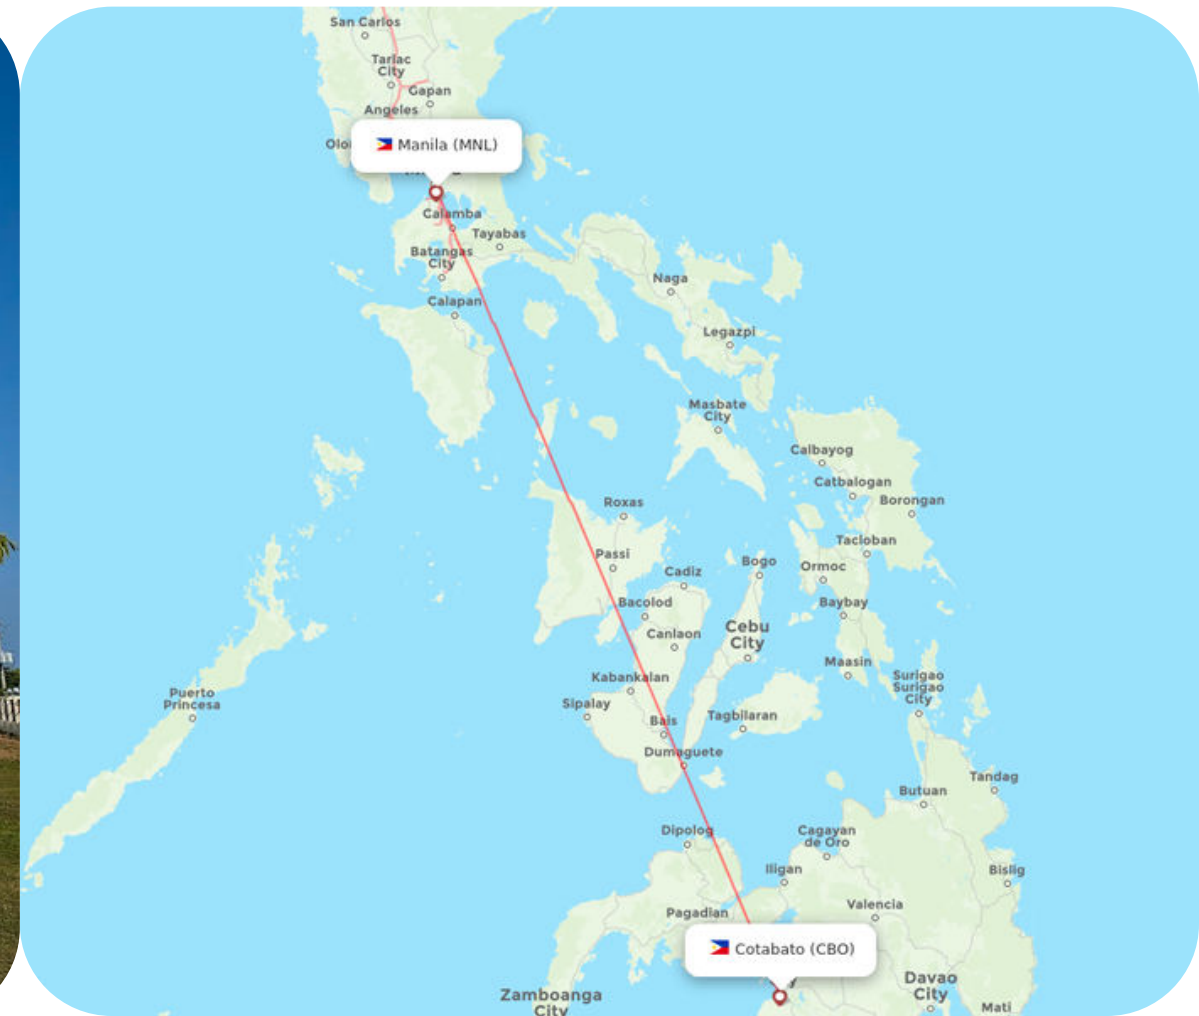 San Carlos
Tarlac
City
Gapan
Angeles
Manila (MNL)
Calamba
Tayabas
Batangas
City
Calapan
Naga
Legazpi
Masbate
City
Calbayog
Catbalogan
Borongan
Roxas
Tacloban
Passi
Cadiz
Bogo
Ormoc
Bacolod
Baybay
Canlaon
Cebu
City
Maasin
Kabankalan
Surigao
Surigao
City
Puerto
Princesa
Sipalay
Bais
Tagbilaran
Dumaguete
Tandag
Butuan
Dipolog
Cagayan
de Oro
Iligan
Bislig
Valencia
Pagadian
Cotabato (CBO)
Davao
City
Zamboanga
City
Mati